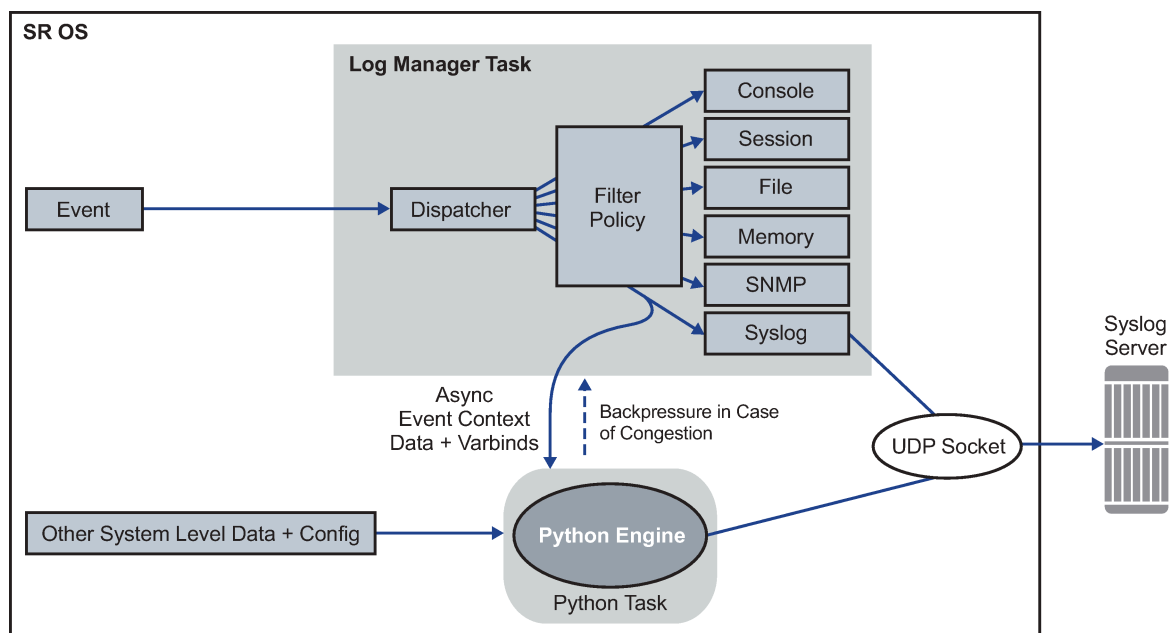 SR OS
Log Manager Task
Console
Session
File
Memory
SNMP
Syslog
Event
Dispatcher
Filter
Policy
Async
Event Context
Data + Varbinds
Backpressure in Case
of Congestion
Syslog
Server
UDP Socket
Other System Level Data + Config
Python Engine
Python Task